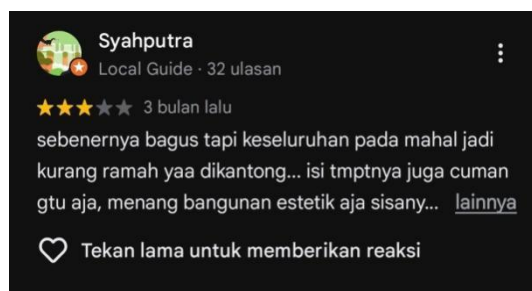 Syahputra
Local Guide · 32 ulasan
3 bulan lalu
sebenernya bagus tapi keseluruhan pada mahal jadi
kurang ramah yaa dikantong... isi tmptnya juga cuman
gtu aja, menang bangunan estetik aja sisany... lainnya
Tekan lama untuk memberikan reaksi